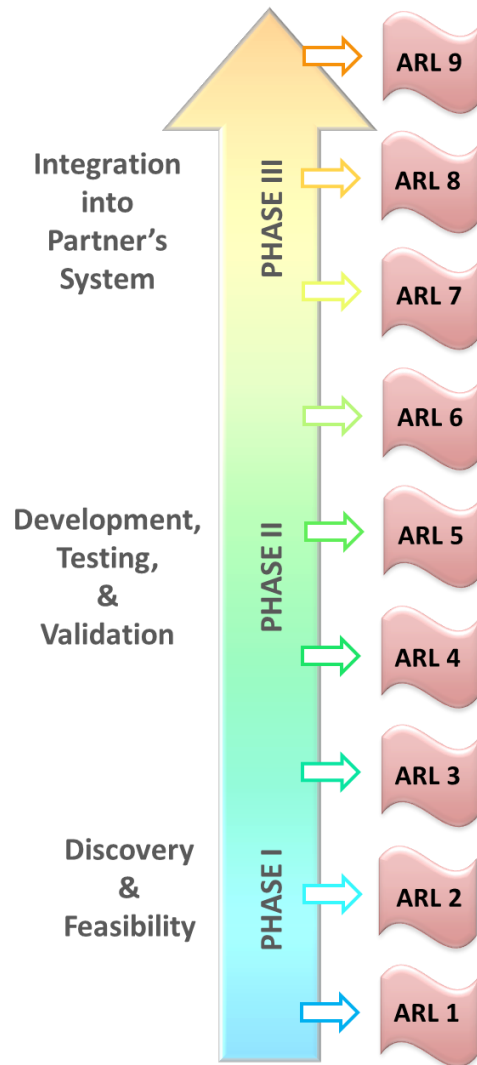 ARL 9
Integration
into
Partner's
System
PHASE III
ARL 8
ARL 7
ARL 6
Development,
Testing,
&
Validation
PHASE II
ARL 5
ARL 4
ARL 3
Discovery
&
Feasibility
PHASE I
ARL 2
ARL 1